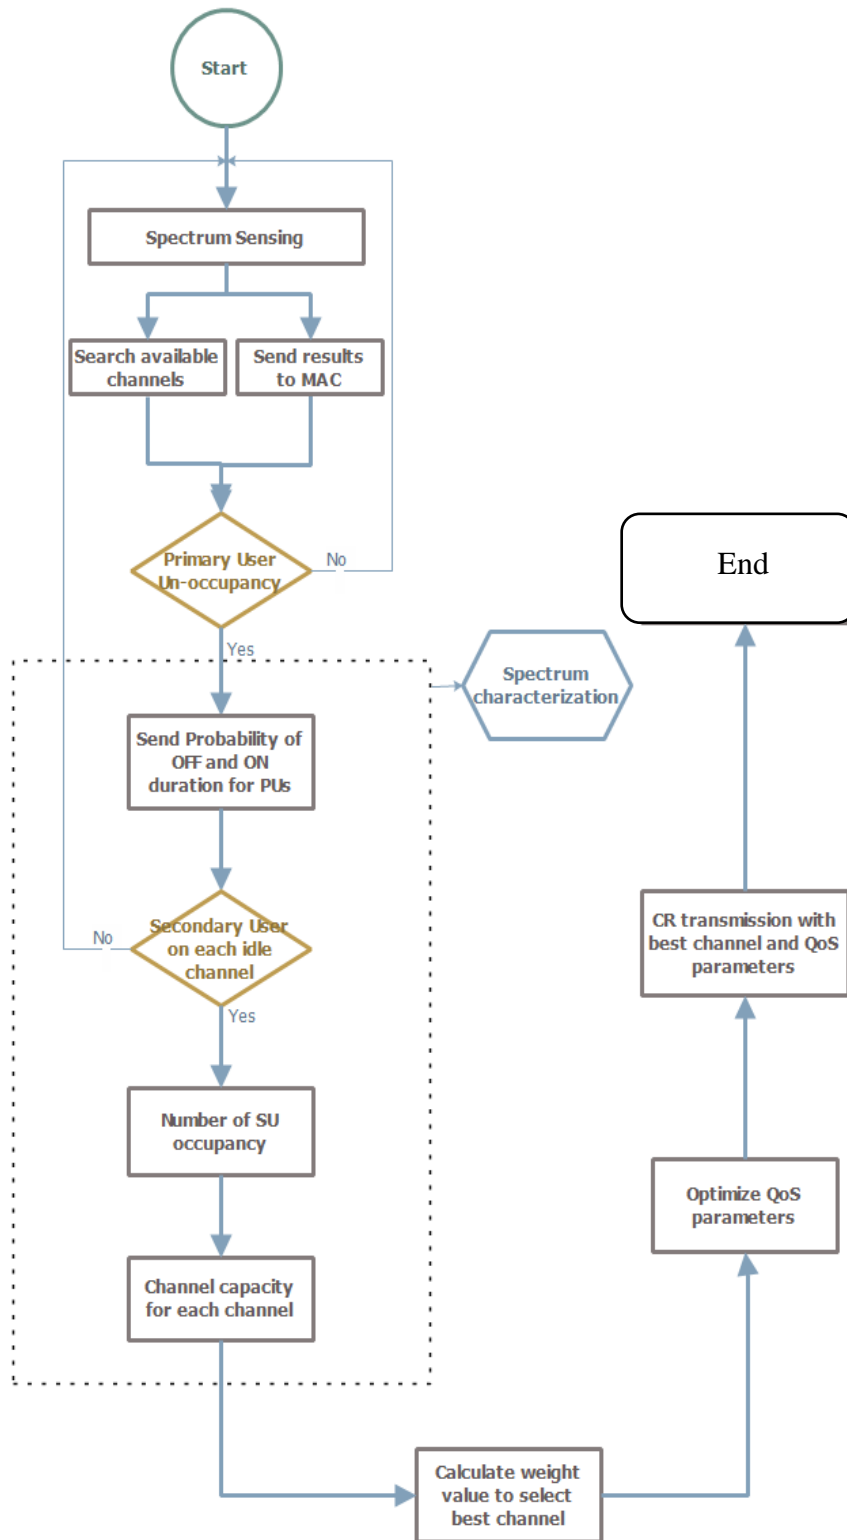 Start
Spectrum Sensing
Search available
channels
Send results
to MAC
Primary User
Un-occupancy
No
Yes
End
Spectrum
characterization
Send Probability of
OFF and ON
duration for PUs
Secondary User
on each idle
channel
No
Yes
CR transmission with
best channel and QoS
parameters
Number of SU
occupancy
Optimize QoS
parameters
Channel capacity
for each channel
Calculate weight
value to select
best channel